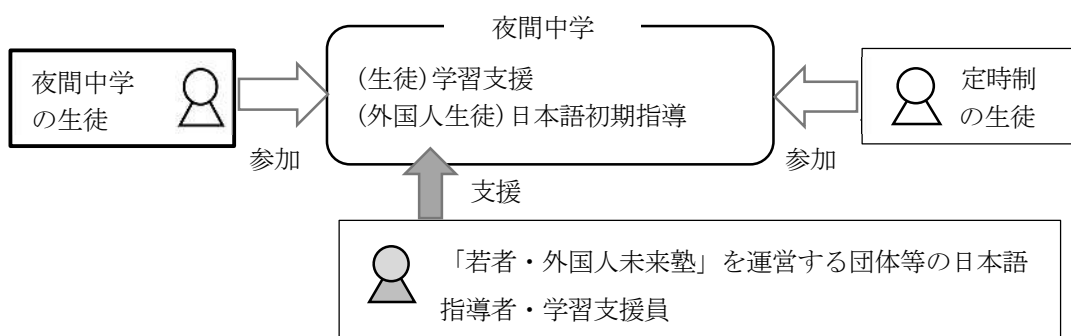 夜間中学
(生徒)学習支援
(外国人生徒)日本語初期指導
夜間中学
の生徒
参加
定時制
の生徒
参加
支援
「若者・外国人未来塾」を運営する団体等の日本語
指導者・学習支援員